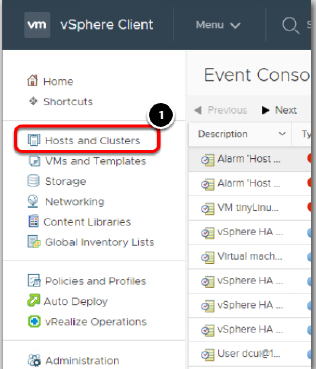 vm vSphere Client Menu
Home
Shortcuts
1
Hosts and Clusters
VMs and Templates
Storage
Networking
Content Libraries
Global Inventory Lists
Policies and Profiles
Auto Deploy
vRealize Operations
Administration
Event Conso
Previous Next
Description
Alarm 'Host ...
Alarm 'Host ...
VM tinyLinu...
vSphere HA ...
Virtual mach...
vSphere HA ...
vSphere HA ...
vSphere HA ...
User dcui@1...